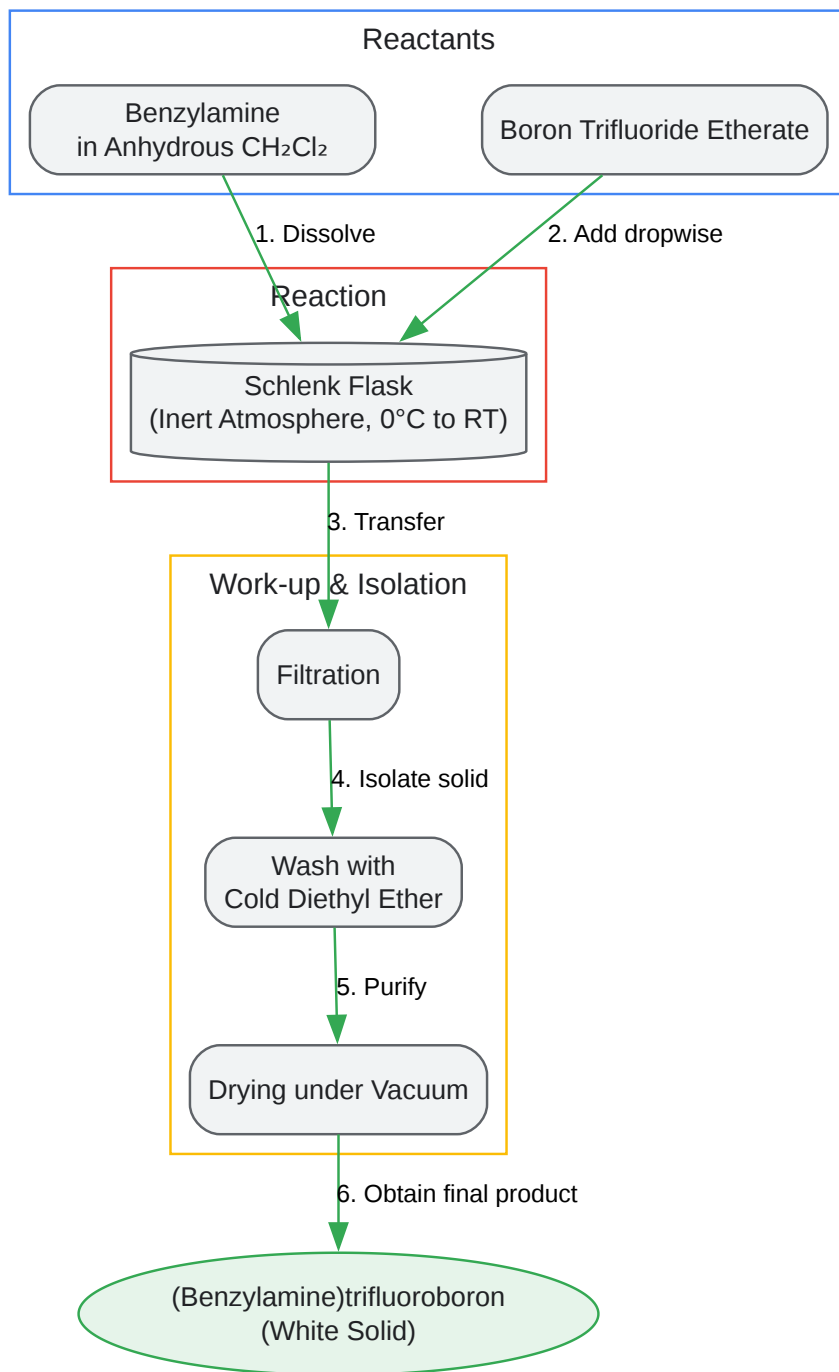 Reactants
Benzylamine
in Anhydrous CH₂Cl₂
Boron Trifluoride Etherate
1. Dissolve
2. Add dropwise
Reaction
Schlenk Flask
(Inert Atmosphere, 0°C to RT)
3. Transfer
Work-up & Isolation
Filtration
4. Isolate solid
Wash with
Cold Diethyl Ether
5. Purify
Drying under Vacuum
6. Obtain final product
(Benzylamine)trifluoroboron
(White Solid)